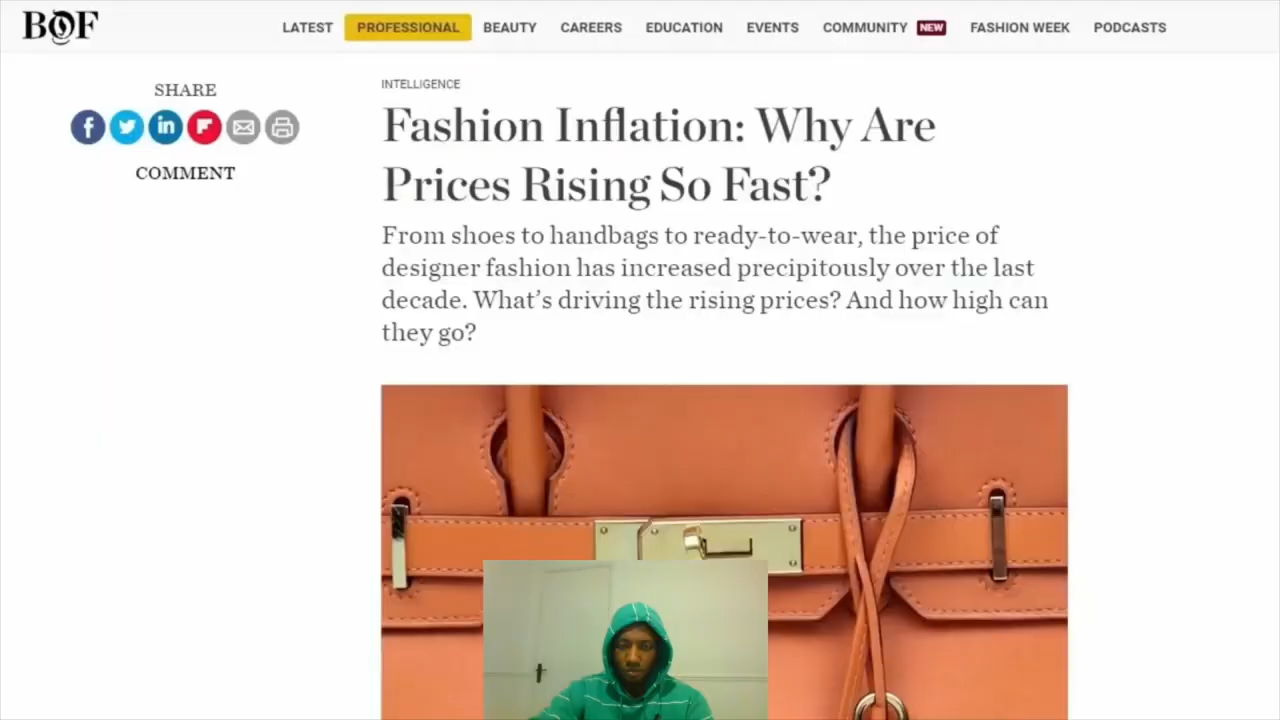 BOF
LATEST
PROFESSIONAL
BEAUTY
CAREERS
EDUCATION
EVENTS
COMMUNITY NEW
FASHION WEEK
PODCASTS
SHARE
COMMENT
INTELLIGENCE
Fashion Inflation: Why Are
Prices Rising So Fast?
From shoes to handbags to ready-to-wear, the price of
designer fashion has increased precipitously over the last
decade. What’s driving the rising prices? And how high can
they go?